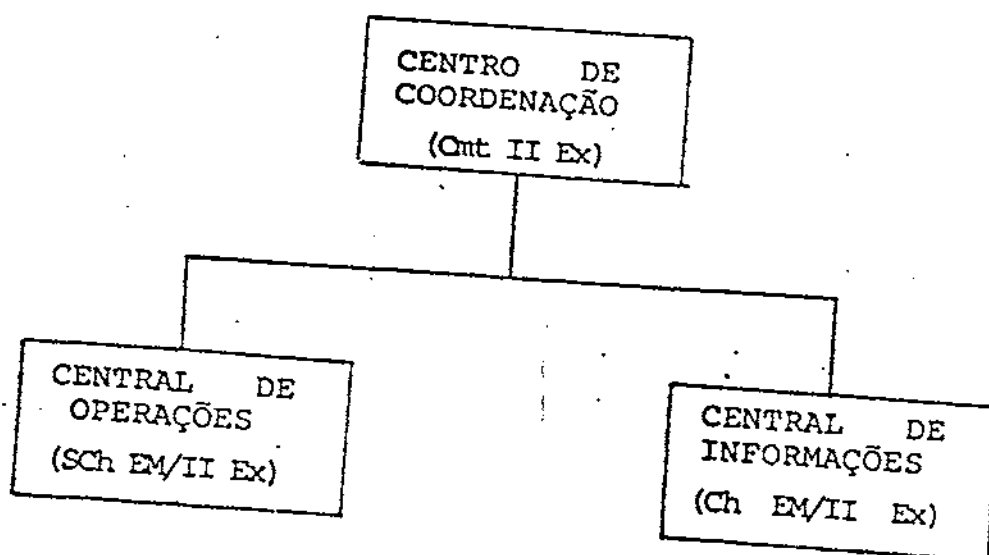 CENTRO DE
COORDENAÇÃO
(Cmt II Ex)
CENTRAL DE
OPERAÇÕES
(SCh EM/II Ex)
CENTRAL DE
INFORMAÇÕES
(Ch EM/II Ex)